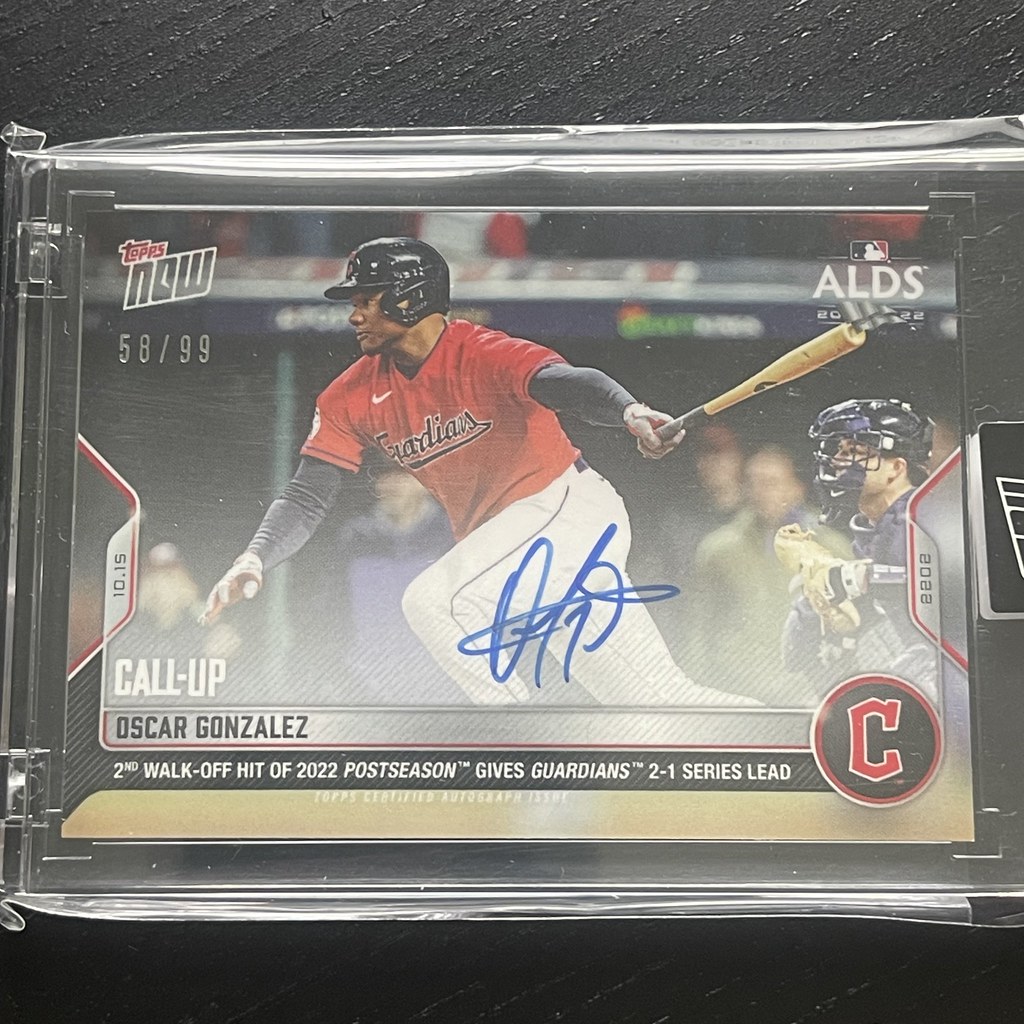 Topps
NOW
ALDS™
2022
58/99
Guardians
10.15
2022
CALL-UP
OSCAR GONZALEZ
C
2ND WALK-OFF HIT OF 2022 POSTSEASON™ GIVES GUARDIANS™ 2-1 SERIES LEAD
TOPPS CERTIFIED AUTOGRAPH ISSUE